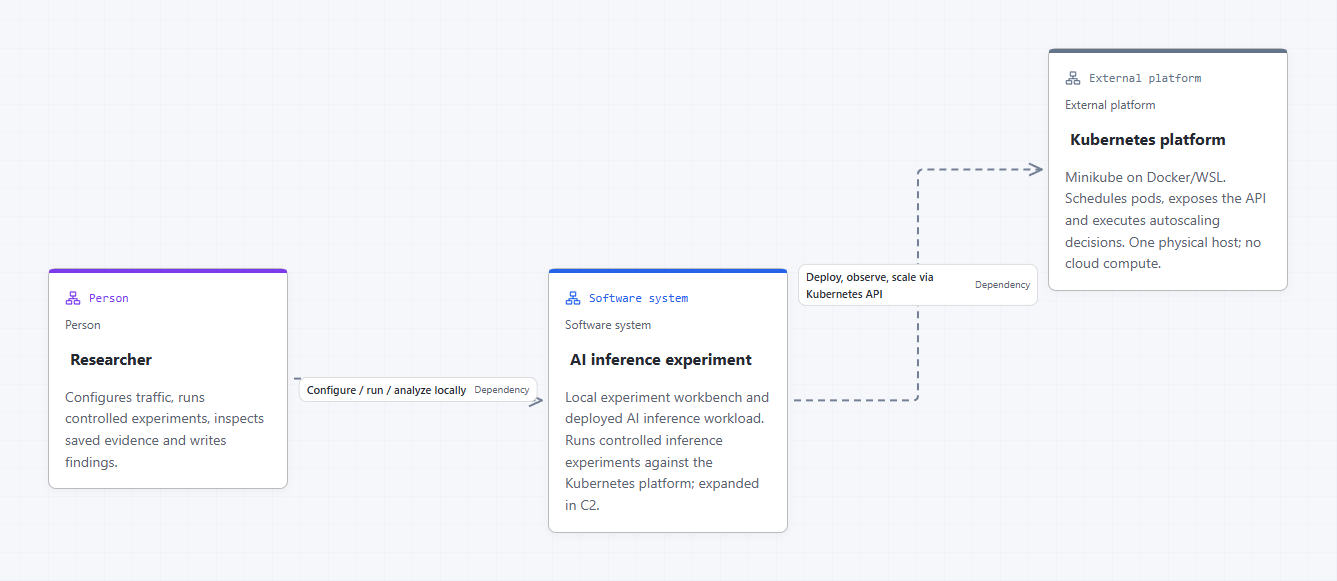 Person
Person
Researcher
Configures traffic, runs
controlled experiments, inspects
saved evidence and writes
findings.
Configure / run / analyze locally Dependency
Software system
Software system
AI inference experiment
Local experiment workbench and
deployed AI inference workload.
Runs controlled inference
experiments against the
Kubernetes platform; expanded
in C2.
Deploy, observe, scale via
Kubernetes API
Dependency
External platform
External platform
Kubernetes platform
Minikube on Docker/WSL.
Schedules pods, exposes the API
and executes autoscaling
decisions. One physical host; no
cloud compute.